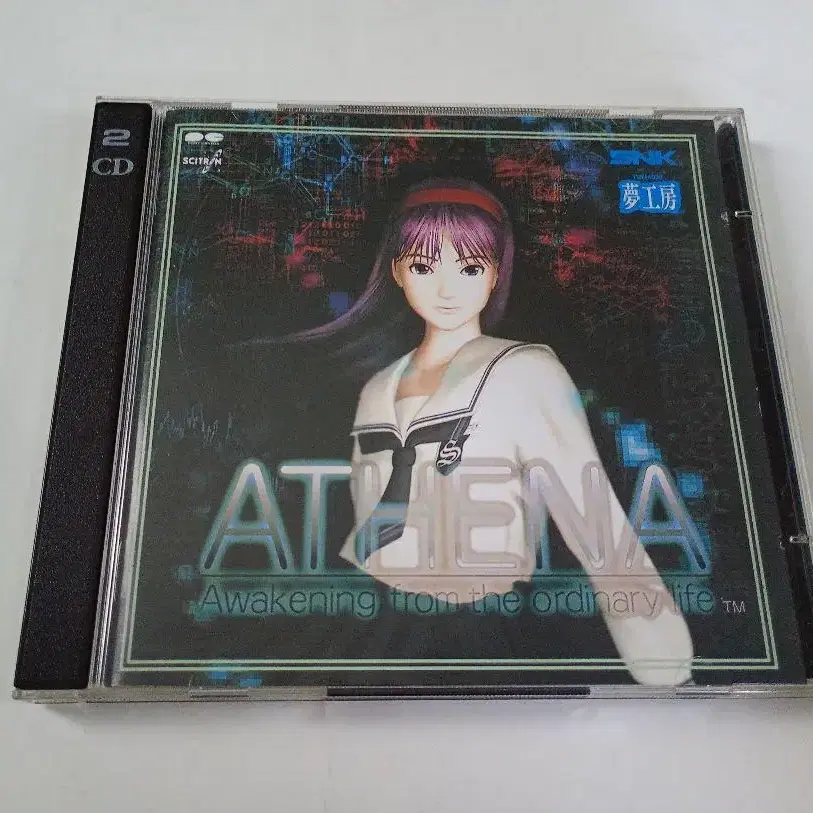 2
CD
SCITRON
SNK
夢工房
S
ATHENA
Awakening from the ordinary life TM